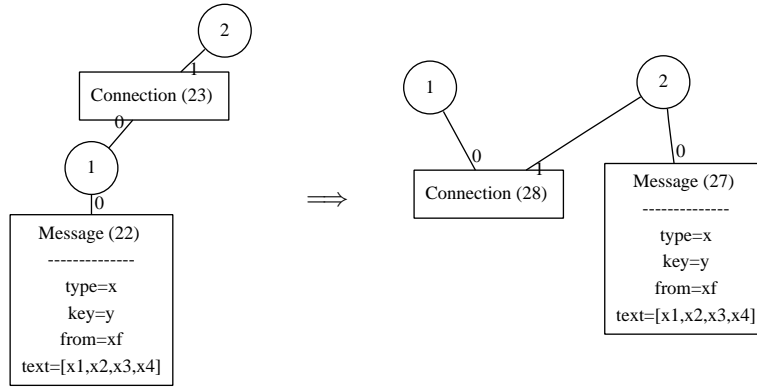 2
1
Connection (23)
0
1
0
Message (22)
--------------
type=x
key=y
from=xf
text=[x1,x2,x3,x4]
⟹
1
2
0
1
Connection (28)
0
Message (27)
--------------
type=x
key=y
from=xf
text=[x1,x2,x3,x4]